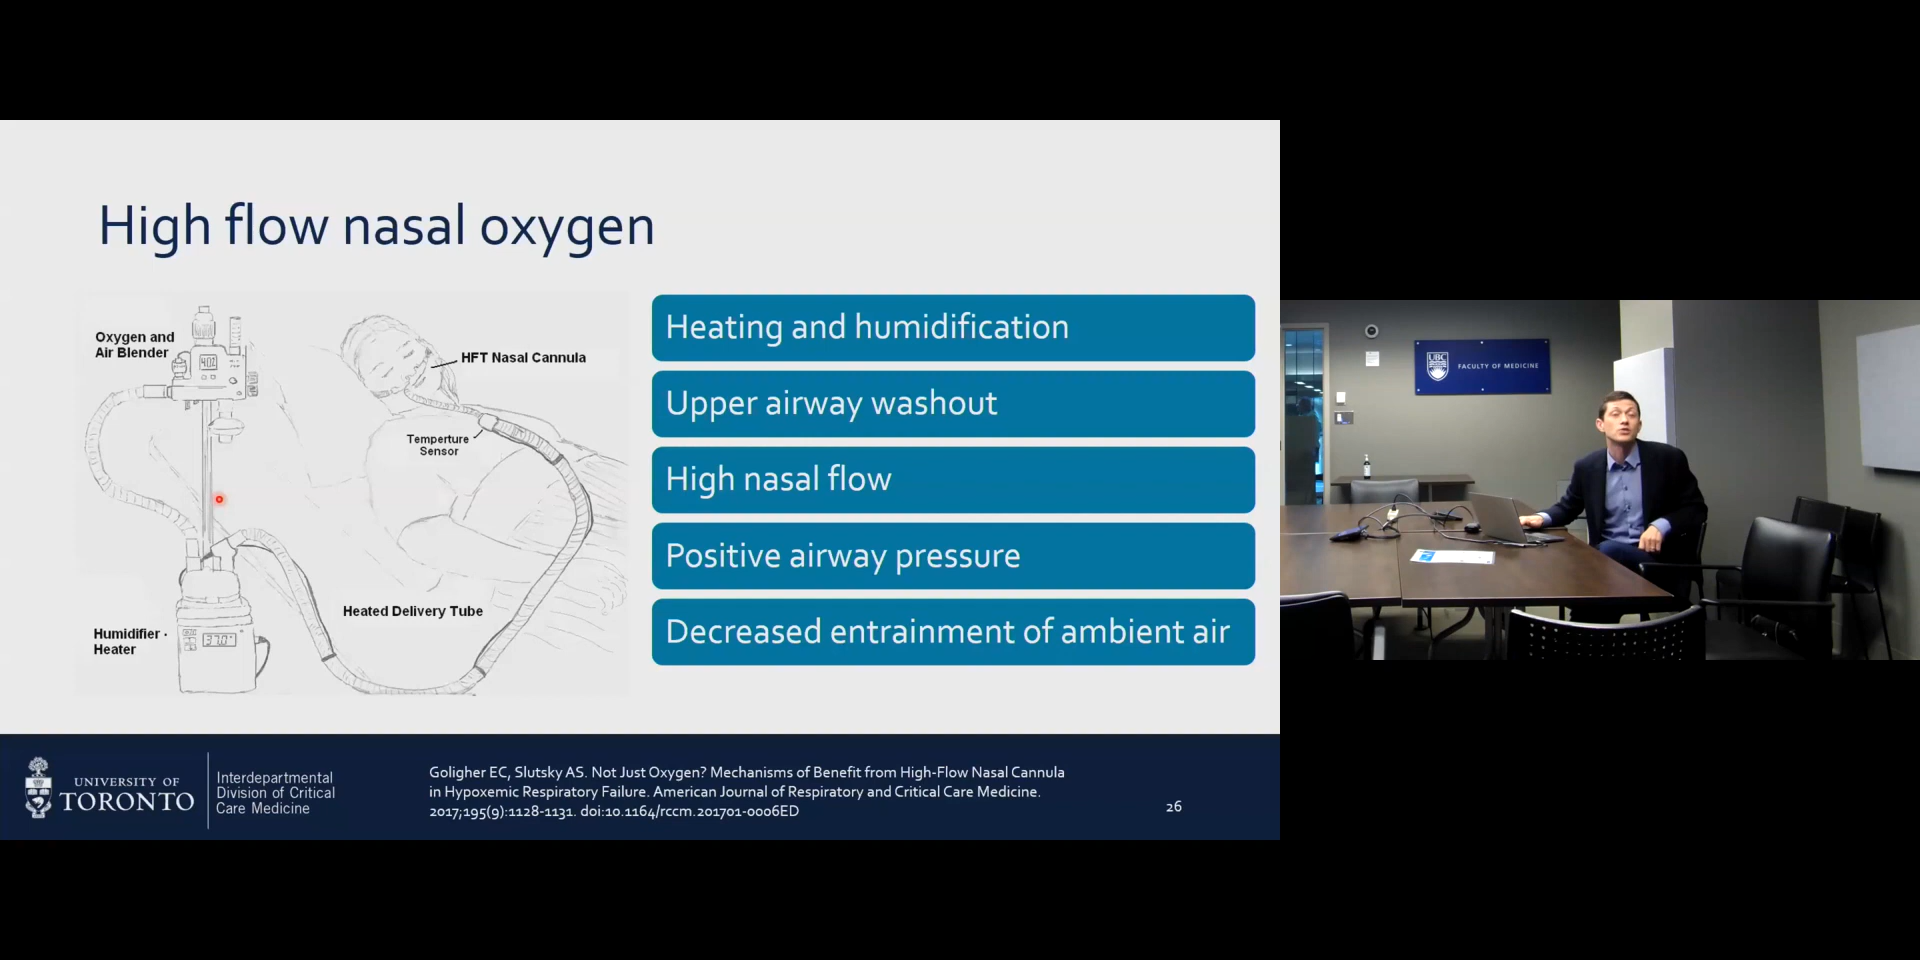 High flow nasal oxygen
Oxygen and
Air Blender
HFT Nasal Cannula
Temperture
Sensor
Heated Delivery Tube
Humidifier -
Heater
37.0°
Heating and humidification
Upper airway washout
High nasal flow
Positive airway pressure
Decreased entrainment of ambient air
UNIVERSITY OF
TORONTO
Interdepartmental
Division of Critical
Care Medicine
Goligher EC, Slutsky AS. Not Just Oxygen? Mechanisms of Benefit from High-Flow Nasal Cannula
in Hypoxemic Respiratory Failure. American Journal of Respiratory and Critical Care Medicine.
2017;195(9):1128-1131. doi:10.1164/rccm.201701-0006ED
26
UBC
FACULTY OF MEDICINE